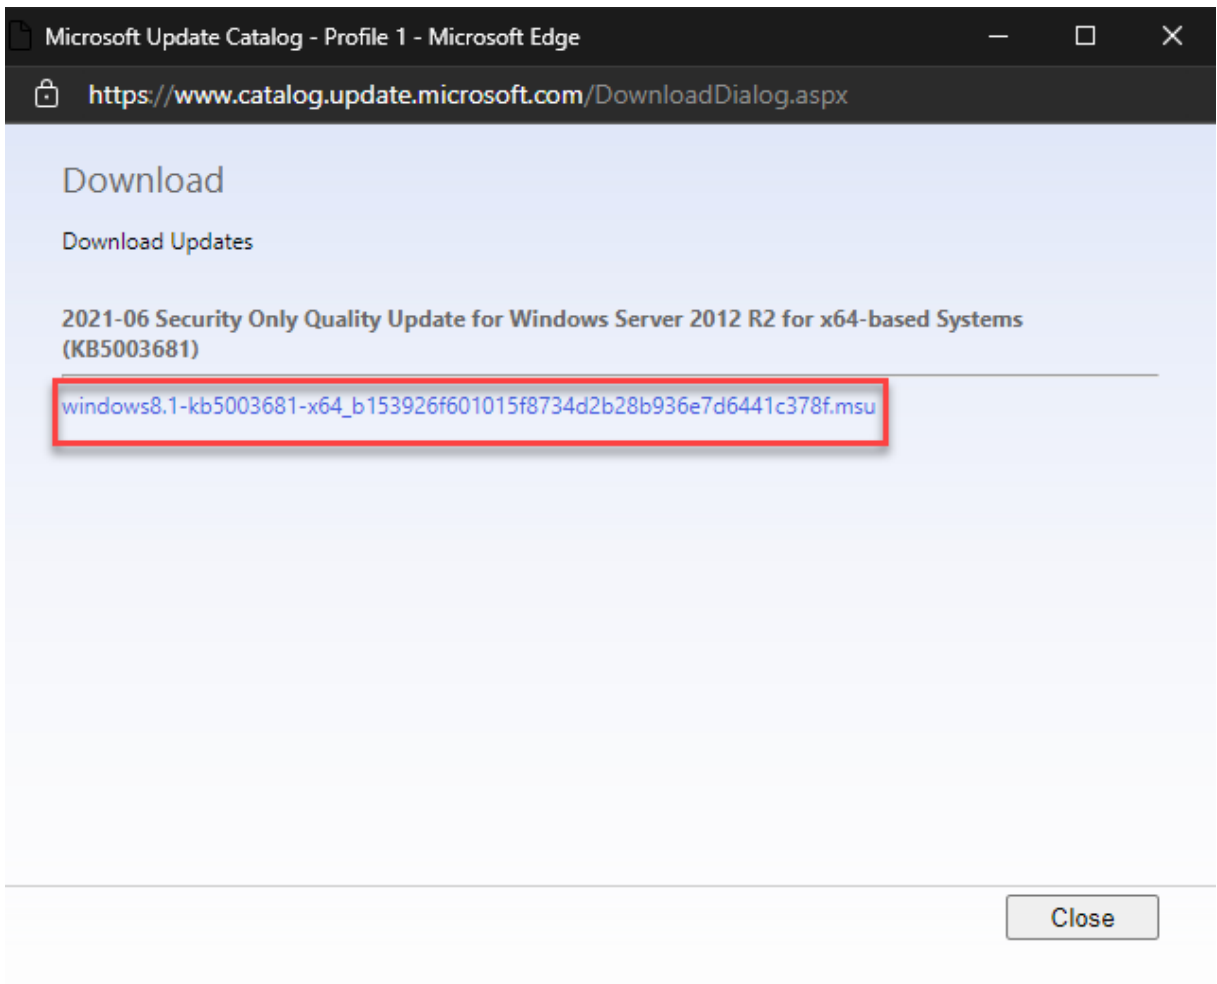 Microsoft Update Catalog - Profile 1 - Microsoft Edge
https://www.catalog.update.microsoft.com/DownloadDialog.aspx
Download
Download Updates
2021-06 Security Only Quality Update for Windows Server 2012 R2 for x64-based Systems
(KB5003681)
windows8.1-kb5003681-x64_b153926f601015f8734d2b28b936e7d6441c378f.msu
Close